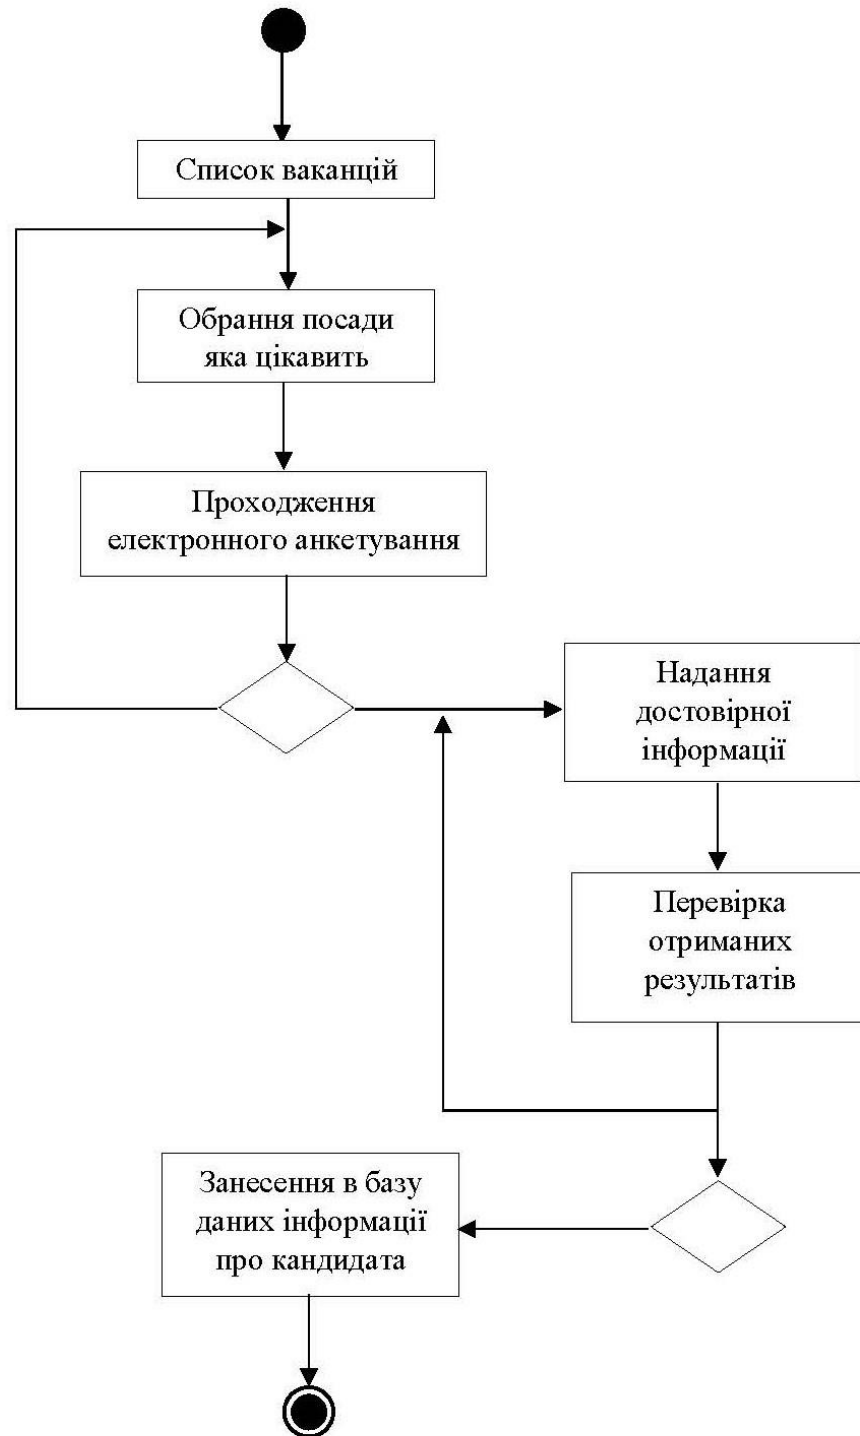 Список ваканцій
Обрання посади
яка цікавить
Проходження
електронного анкетування
Надання
достовірної
інформації
Перевірка
отриманих
результатів
Занесення в базу
даних інформації
про кандидата